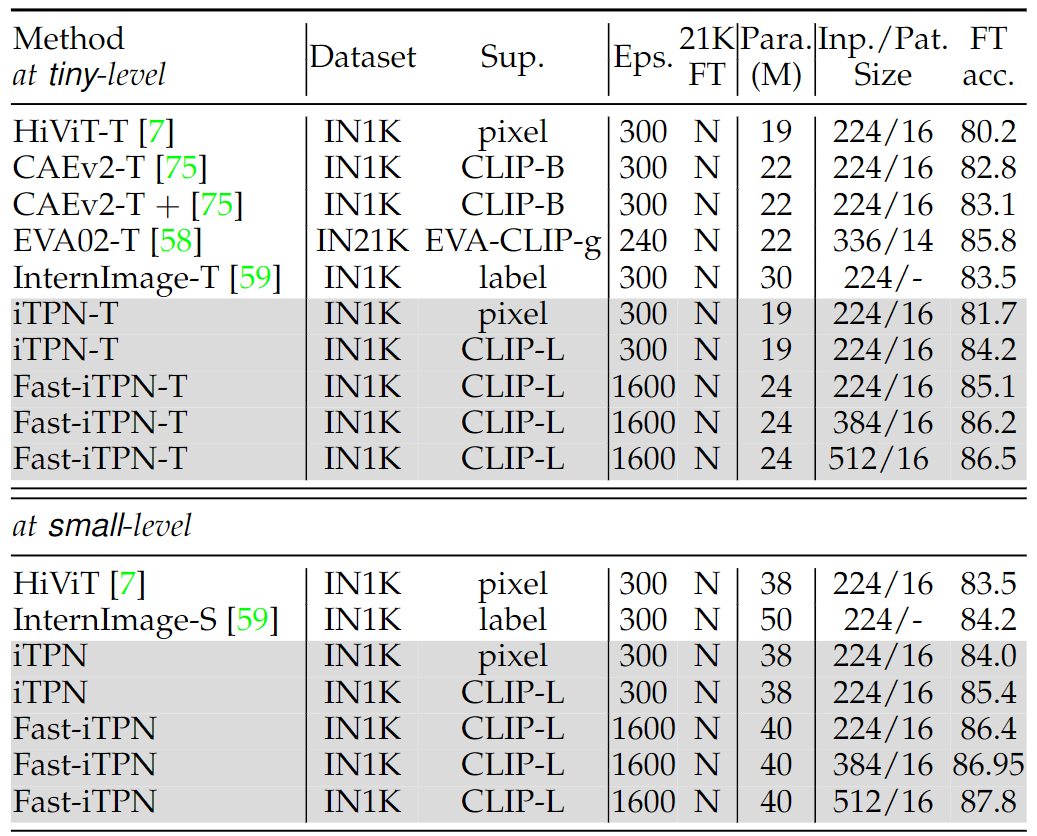 Method at tiny-level Dataset Sup. Eps. 21K FT Para. (M) Inp./Pat. Size FT acc.
HiViT-T [7] IN1K pixel 300 N 19 224/16 80.2
CAEv2-T [75] IN1K CLIP-B 300 N 22 224/16 82.8
CAEv2-T + [75] IN1K CLIP-B 300 N 22 224/16 83.1
EVA02-T [58] IN21K EVA-CLIP-g 240 N 22 336/14 85.8
InternImage-T [59] IN1K label 300 N 30 224/- 83.5
iTPN-T IN1K pixel 300 N 19 224/16 81.7
iTPN-T IN1K CLIP-L 300 N 19 224/16 84.2
Fast-iTPN-T IN1K CLIP-L 1600 N 24 224/16 85.1
Fast-iTPN-T IN1K CLIP-L 1600 N 24 384/16 86.2
Fast-iTPN-T IN1K CLIP-L 1600 N 24 512/16 86.5
at small-level
HiViT [7] IN1K pixel 300 N 38 224/16 83.5
InternImage-S [59] IN1K label 300 N 50 224/- 84.2
iTPN IN1K pixel 300 N 38 224/16 84.0
iTPN IN1K CLIP-L 300 N 38 224/16 85.4
Fast-iTPN IN1K CLIP-L 1600 N 40 224/16 86.4
Fast-iTPN IN1K CLIP-L 1600 N 40 384/16 86.95
Fast-iTPN IN1K CLIP-L 1600 N 40 512/16 87.8